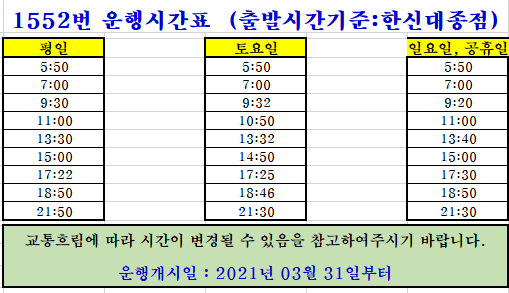 1552번 운행시간표 (출발시간기준:한신대종점)
평일 토요일 일요일, 공휴일
5:50 5:50 5:50
7:00 7:00 7:00
9:30 9:32 9:20
11:00 10:50 11:00
13:30 13:32 13:40
15:00 14:50 15:00
17:22 17:25 17:30
18:50 18:46 18:50
21:50 21:30 21:30
교통흐림에 따라 시간이 변경될 수 있음을 참고하여주시기 바랍니다.
운행개시일 : 2021년 03월 31일부터